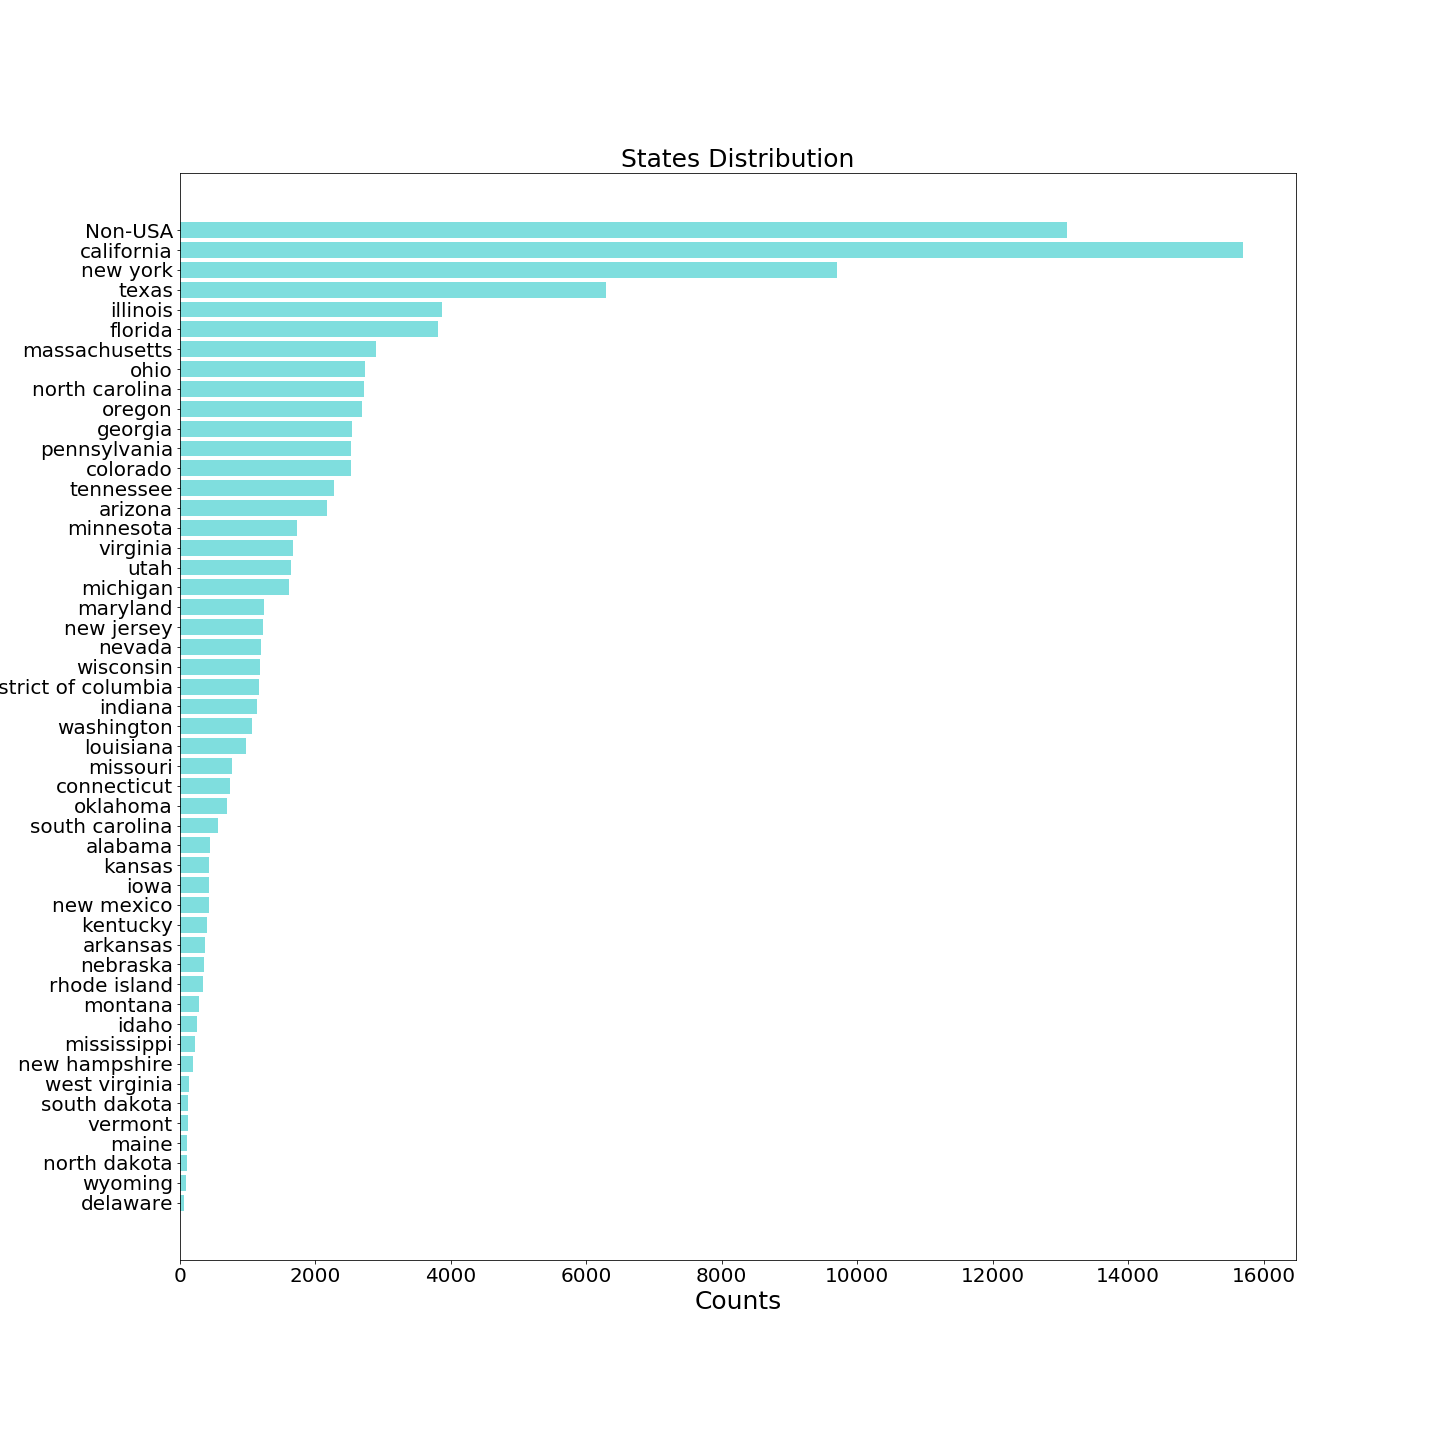 States Distribution
Non-USA
california
new york
texas
illinois
florida
massachusetts
ohio
north carolina
oregon
georgia
pennsylvania
colorado
tennessee
arizona
minnesota
virginia
utah
michigan
maryland
new jersey
nevada
wisconsin
strict of columbia
indiana
washington
louisiana
missouri
connecticut
oklahoma
south carolina
alabama
kansas
iowa
new mexico
kentucky
arkansas
nebraska
rhode island
montana
idaho
mississippi
new hampshire
west virginia
south dakota
vermont
maine
north dakota
wyoming
delaware
0 2000 4000 6000 8000 10000 12000 14000 16000
Counts